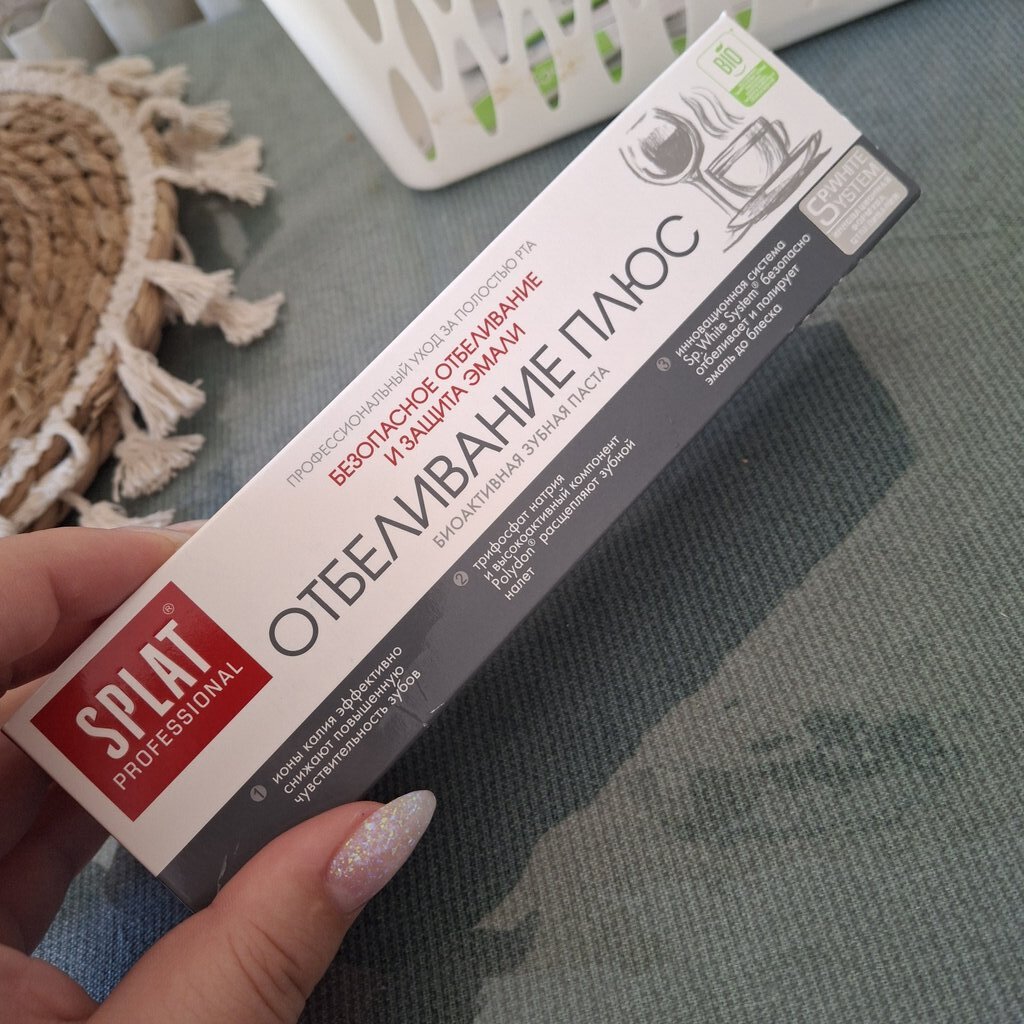 BIO
SP.WHITE
SYSTEM
ПРОФЕССИОНАЛЬНЫЙ УХОД ЗА ПОЛОСТЬЮ РТА
БЕЗОПАСНОЕ ОТБЕЛИВАНИЕ
И ЗАЩИТА ЭМАЛИ
ОТБЕЛИВАНИЕ ПЛЮС
БИОАКТИВНАЯ ЗУБНАЯ ПАСТА
SPLAT®
PROFESSIONAL
1 ионы калия эффективно
снижают повышенную
чувствительность зубов
2 трифосфат натрия
и высокоактивный компонент
Polydon® расщепляют зубной
налет
3 инновационная система
Sp.White System® безопасно
отбеливает и полирует
эмаль до блеска